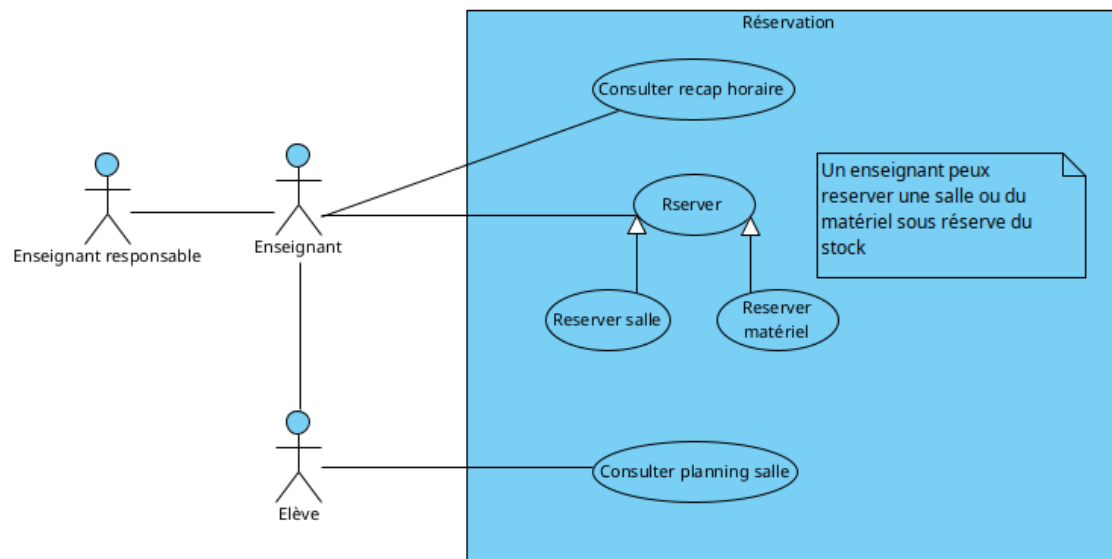 Réservation
Consulter recap horaire
Un enseignant peux
reserver une salle ou du
matériel sous réserve du
stock
Rserver
Enseignant responsable
Enseignant
Reserver salle
Reserver
matériel
Consulter planning salle
Elève